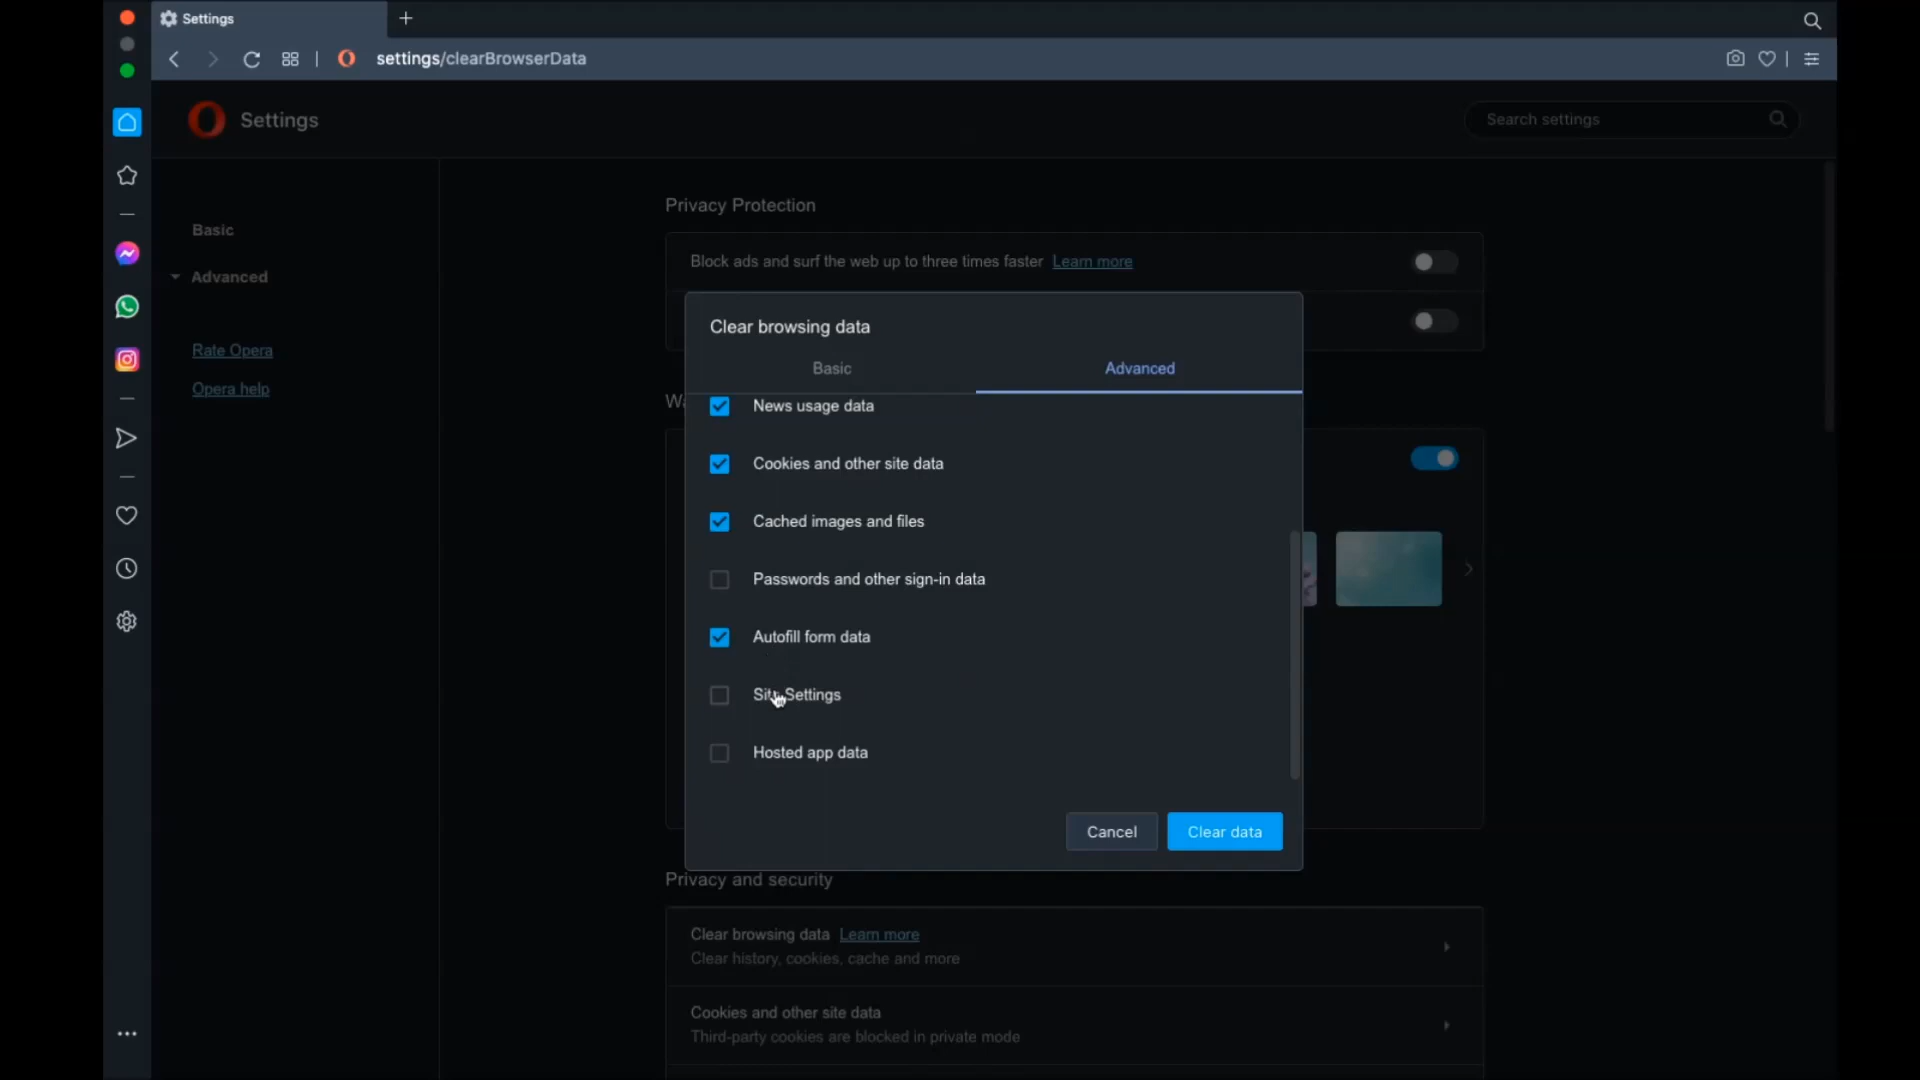 Settings
settings/clearBrowserData
Settings
Search settings
Basic
Advanced
Rate Opera
Opera help
Privacy Protection
Block ads and surf the web up to three times faster Learn more
Clear browsing data
Basic
Advanced
News usage data
Cookies and other site data
Cached images and files
Passwords and other sign-in data
Autofill form data
Site Settings
Hosted app data
Cancel
Clear data
Privacy and security
Clear browsing data Learn more
Clear history, cookies, cache and more
Cookies and other site data
Third-party cookies are blocked in private mode